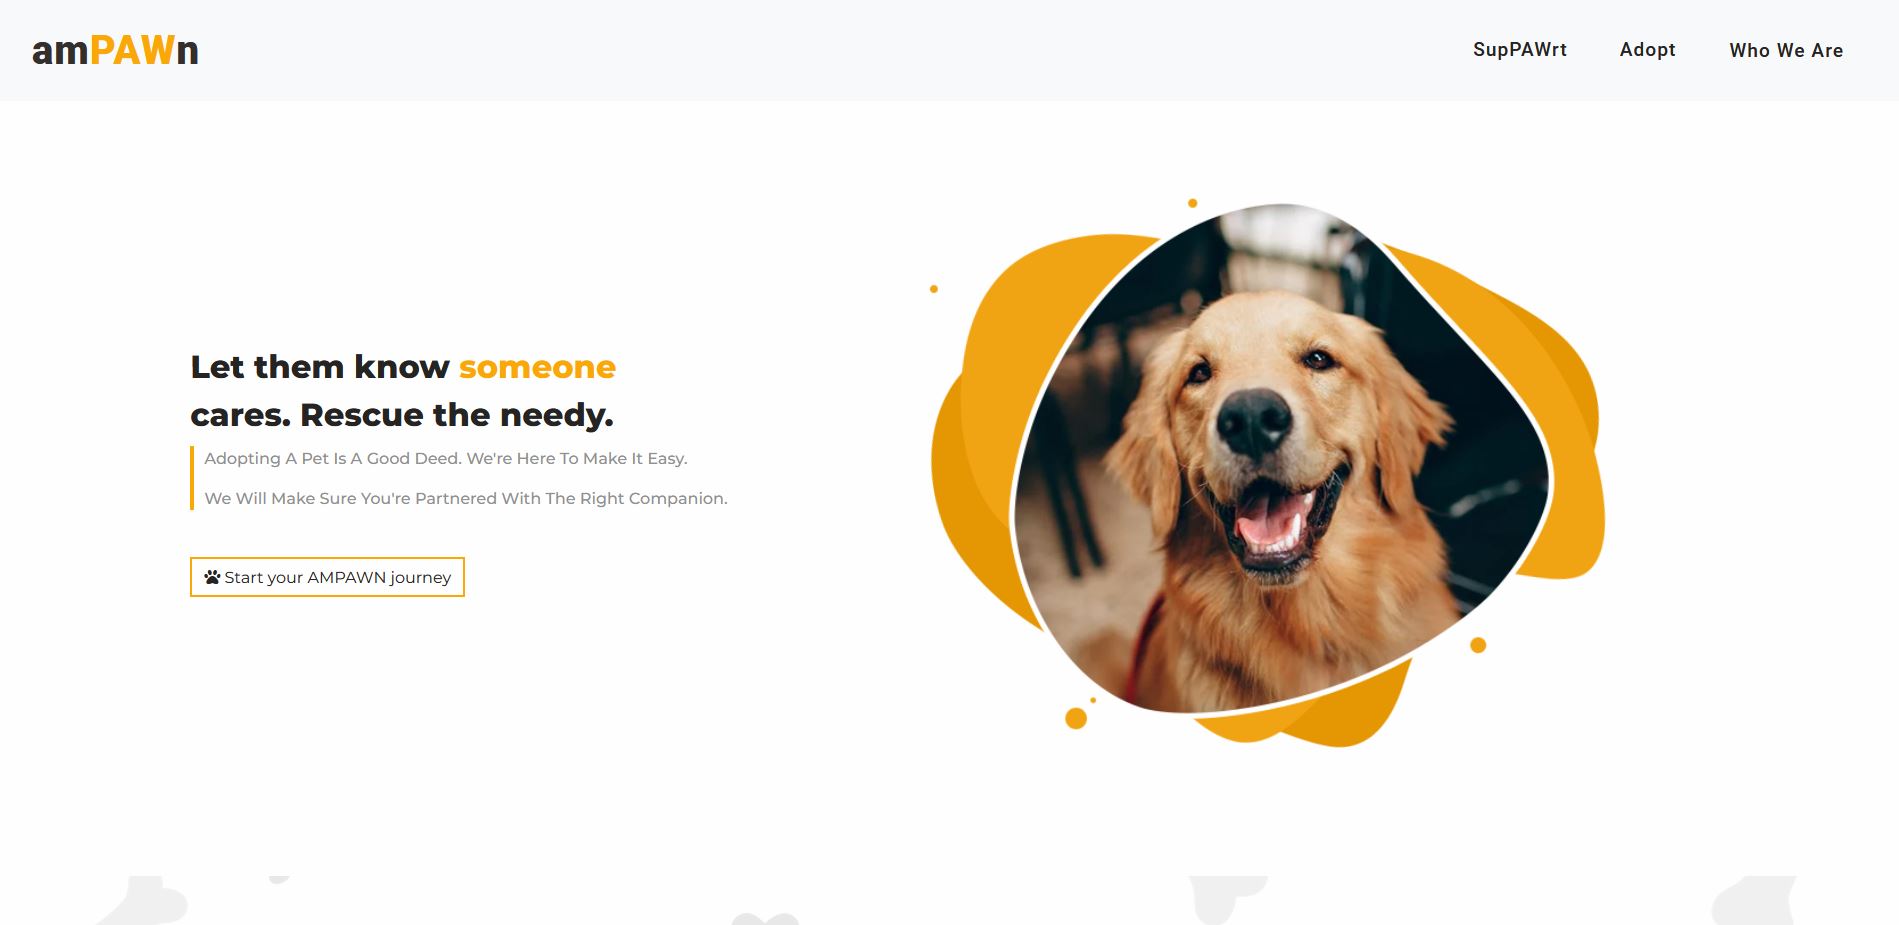 amPAWn
SupPAWrt
Adopt
Who We Are
Let them know someone
cares. Rescue the needy.
Adopting A Pet Is A Good Deed. We're Here To Make It Easy.
We Will Make Sure You're Partnered With The Right Companion.
Start your AMPAWN journey